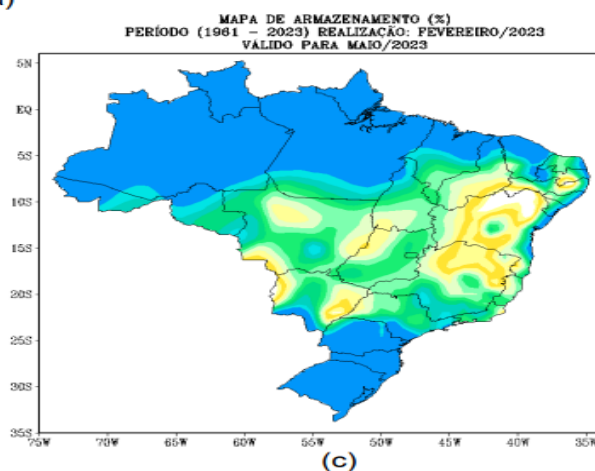 MAPA DE ARMAZENAMENTO (%)
PERÍODO (1961 - 2023) REALIZAÇÃO: FEVEREIRO/2023
VÁLIDO PARA MAIO/2023
5N
EQ
5S
10S
15S
20S
25S
30S
35S
75W 70W 65W 60W 55W 50W 45W 40W 35W
(c)